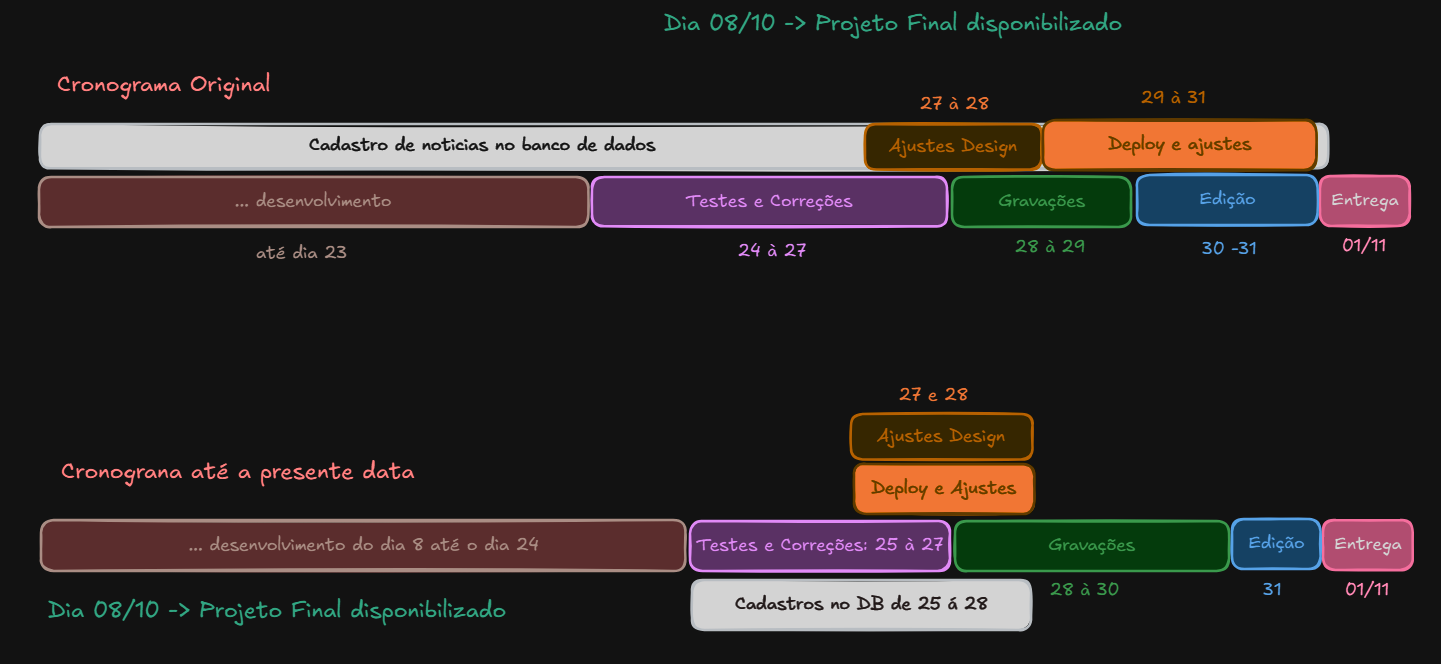 Dia 08/10 -> Projeto Final disponibilizado
Cronograma Original
27 à 28
29 à 31
Cadastro de noticias no banco de dados
Ajustes Design
Deploy e ajustes
... desenvolvimento
Testes e Correções
Gravações
Edição
Entrega
até dia 23
24 à 27
28 à 29
30 -31
01/11
27 e 28
Ajustes Design
Cronograna até a presente data
Deploy e Ajustes
... desenvolvimento do dia 8 até o dia 24
Testes e Correções: 25 à 27
Gravações
Edição
Entrega
Dia 08/10 -> Projeto Final disponibilizado
Cadastros no DB de 25 á 28
28 à 30
31
01/11